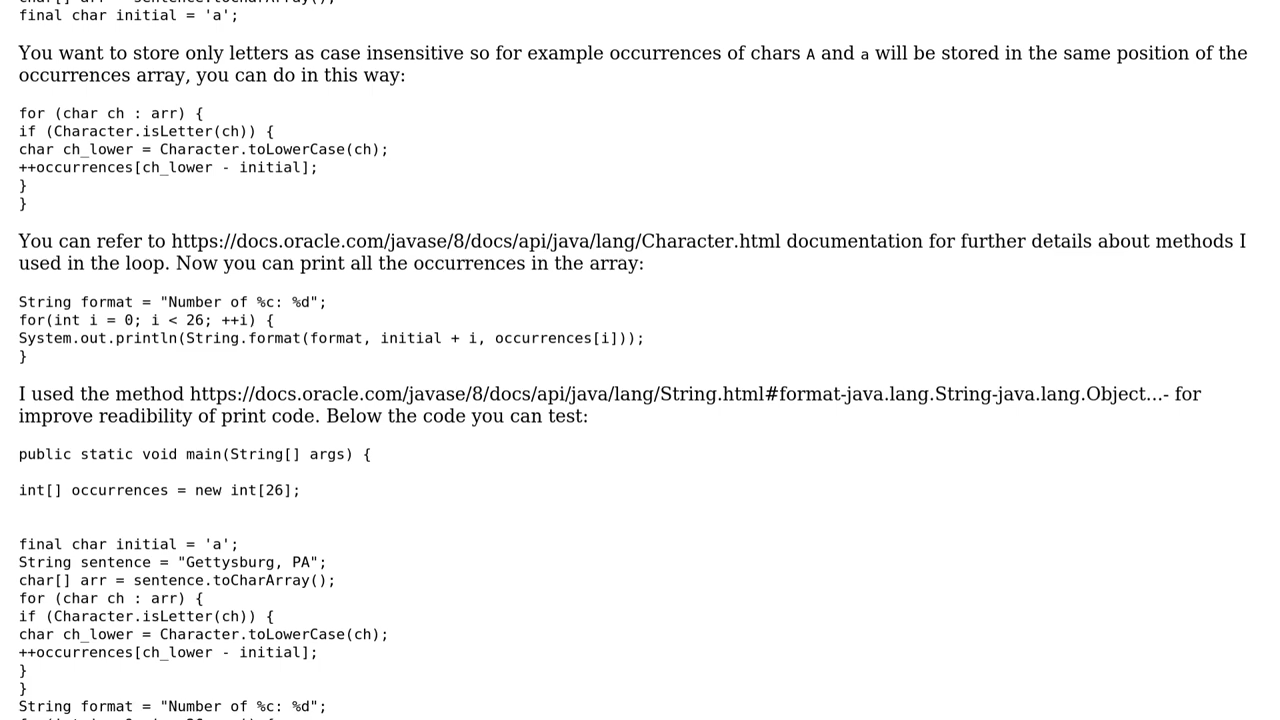 final char initial = 'a';
You want to store only letters as case insensitive so for example occurrences of chars A and a will be stored in the same position of the
occurrences array, you can do in this way:
for (char ch : arr) {
if (Character.isLetter(ch)) {
char ch_lower = Character.toLowerCase(ch);
++occurrences[ch_lower - initial];
}
}
You can refer to https://docs.oracle.com/javase/8/docs/api/java/lang/Character.html documentation for further details about methods I
used in the loop. Now you can print all the occurrences in the array:
String format = "Number of %c: %d";
for(int i = 0; i < 26; ++i) {
System.out.println(String.format(format, initial + i, occurrences[i]));
}
I used the method https://docs.oracle.com/javase/8/docs/api/java/lang/String.html#format-java.lang.String-java.lang.Object...- for
improve readibility of print code. Below the code you can test:
public static void main(String[] args) {
int[] occurrences = new int[26];
final char initial = 'a';
String sentence = "Gettysburg, PA";
char[] arr = sentence.toCharArray();
for (char ch : arr) {
if (Character.isLetter(ch)) {
char ch_lower = Character.toLowerCase(ch);
++occurrences[ch_lower - initial];
}
}
String format = "Number of %c: %d";